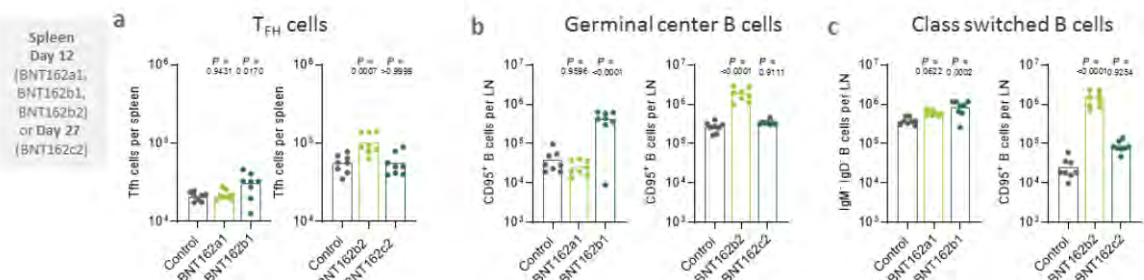 Spleen
Day 12
(BNT162a1,
BNT162b1,
BNT162b2)
or Day 27
(BNT162c2)
a
T_FH cells
P = 0.9431
P = 0.0170
10⁶
10⁵
10⁴
Tfh cells per spleen
Control
BNT162a1
BNT162b1
P = 0.0007
P = >0.9999
10⁶
10⁵
10⁴
Tfh cells per spleen
Control
BNT162b2
BNT162c2
b
Germinal center B cells
P = 0.9596
P = <0.0001
10⁷
10⁶
10⁵
10⁴
10³
CD95⁺ B cells per LN
Control
BNT162a1
BNT162b1
P = <0.0001
P = 0.9111
10⁷
10⁶
10⁵
10⁴
10³
CD95⁺ B cells per LN
Control
BNT162b2
BNT162c2
c
Class switched B cells
P = 0.0622
P = 0.0002
10⁷
10⁶
10⁵
10⁴
10³
IgM⁻ IgD⁻ B cells per LN
Control
BNT162a1
BNT162b1
P = <0.0001
P = 0.9254
10⁷
10⁶
10⁵
10⁴
10³
Control
BNT162b2
BNT162c2